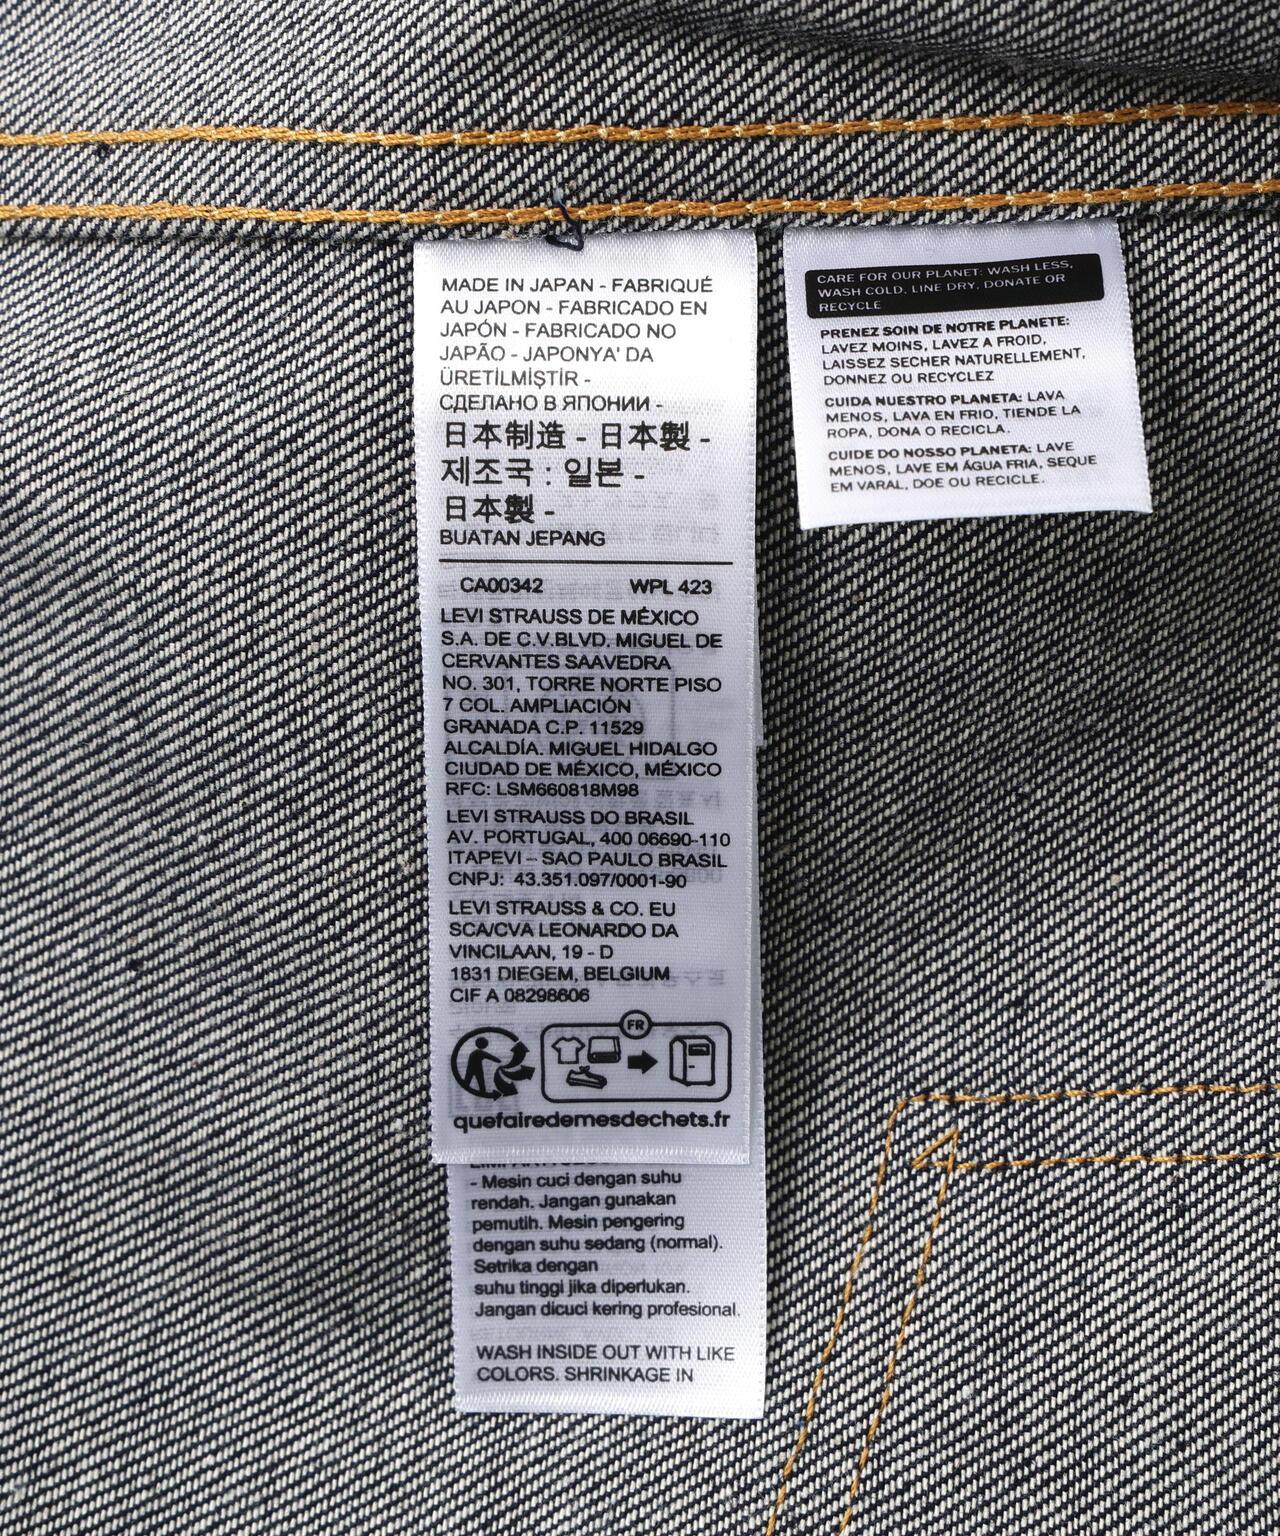 MADE IN JAPAN - FABRIQUÉ
AU JAPON - FABRICADO EN
JAPÓN - FABRICADO NO
JAPÃO - JAPONYA' DA
ÜRETİLMİŞTİR -
СДЕЛАНО В ЯПОНИИ -
日本制造 - 日本製 -
제조국 : 일본 -
日本製 -
BUATAN JEPANG
CA00342 WPL 423
LEVI STRAUSS DE MÉXICO
S.A. DE C.V.BLVD. MIGUEL DE
CERVANTES SAAVEDRA
NO. 301, TORRE NORTE PISO
7 COL. AMPLIACIÓN
GRANADA C.P. 11529
ALCALDÍA. MIGUEL HIDALGO
CIUDAD DE MÉXICO, MÉXICO
RFC: LSM660818M98
LEVI STRAUSS DO BRASIL
AV. PORTUGAL, 400 06690-110
ITAPEVI – SAO PAULO BRASIL
CNPJ: 43.351.097/0001-90
LEVI STRAUSS & CO. EU
SCA/CVA LEONARDO DA
VINCILAAN, 19 - D
1831 DIEGEM, BELGIUM
CIF A 08298606
FR
quefairedemesdechets.fr
- Mesin cuci dengan suhu
rendah. Jangan gunakan
pemutih. Mesin pengering
dengan suhu sedang (normal).
Setrika dengan
suhu tinggi jika diperlukan.
Jangan dicuci kering profesional.
WASH INSIDE OUT WITH LIKE
COLORS. SHRINKAGE IN
CARE FOR OUR PLANET: WASH LESS,
WASH COLD, LINE DRY, DONATE OR
RECYCLE
PRENEZ SOIN DE NOTRE PLANETE:
LAVEZ MOINS, LAVEZ A FROID,
LAISSEZ SECHER NATURELLEMENT,
DONNEZ OU RECYCLEZ
CUIDA NUESTRO PLANETA: LAVA
MENOS, LAVA EN FRIO, TIENDE LA
ROPA, DONA O RECICLA.
CUIDE DO NOSSO PLANETA: LAVE
MENOS, LAVE EM ÁGUA FRIA, SEQUE
EM VARAL, DOE OU RECICLE.